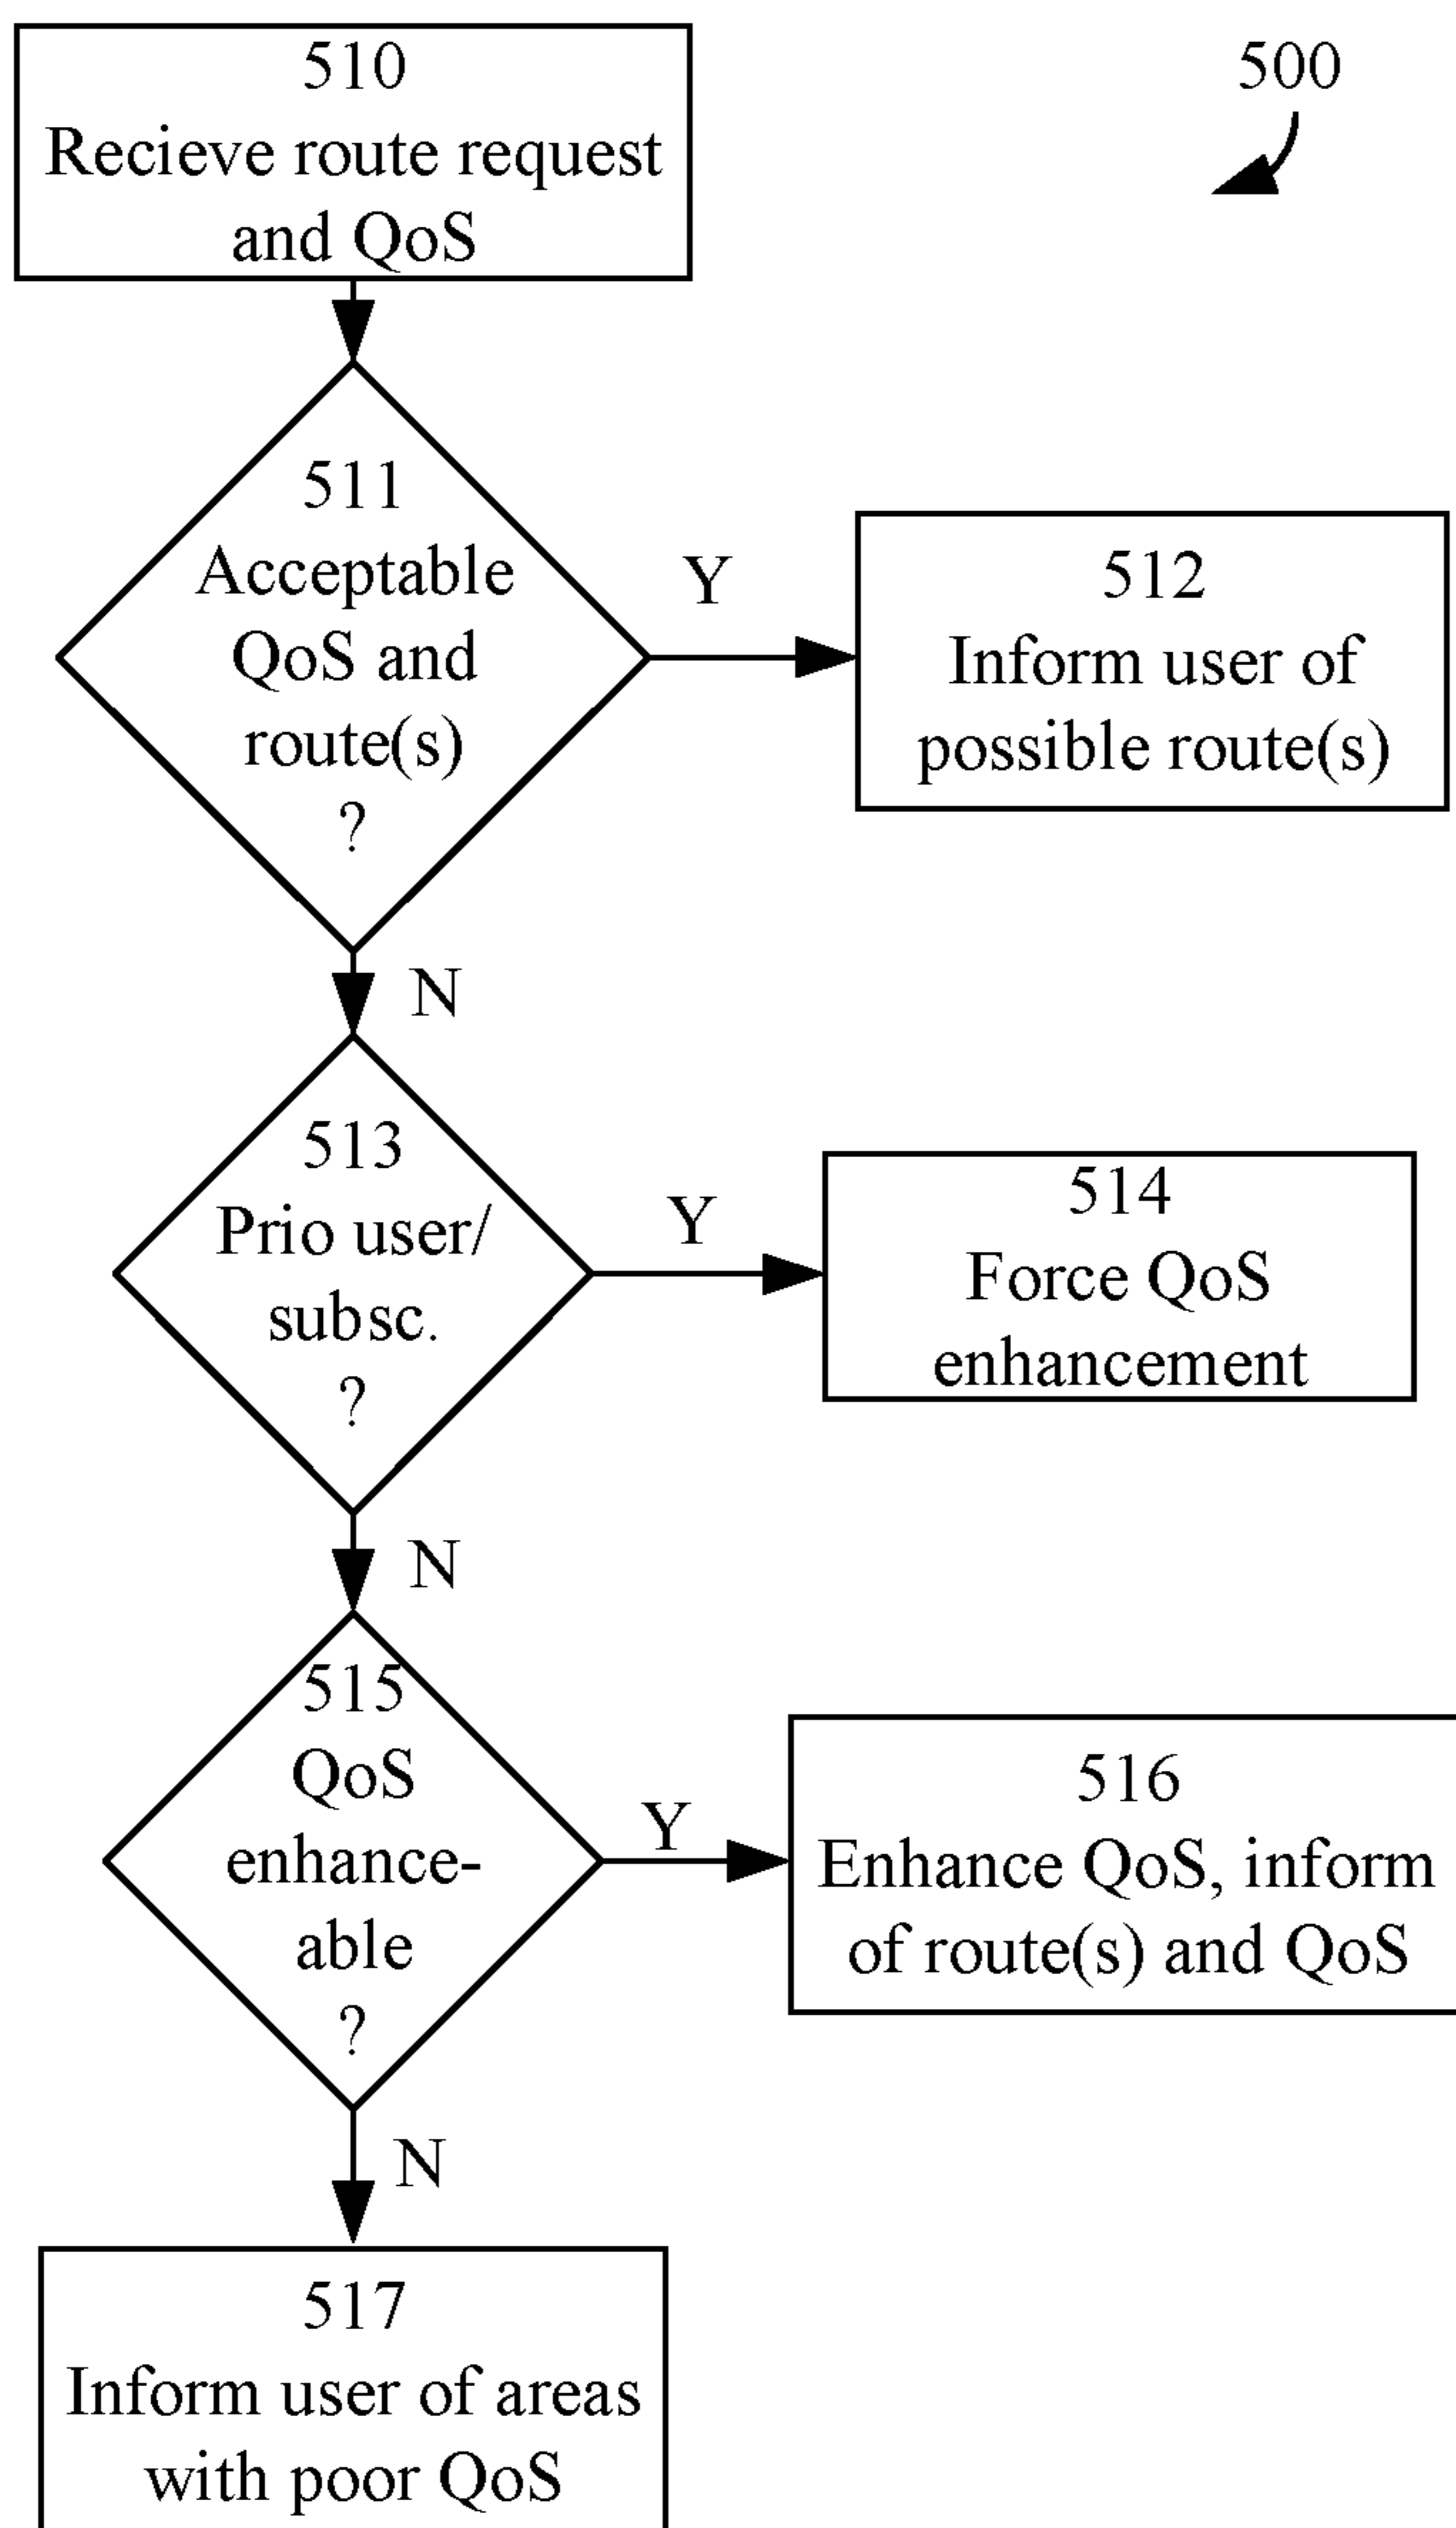 510
Recieve route request
and QoS
500
511
Acceptable
QoS and
route(s)
?
Y
512
Inform user of
possible route(s)
N
513
Prio user/
subsc.
?
Y
514
Force QoS
enhancement
N
515
QoS
enhance-
able
?
Y
516
Enhance QoS, inform
of route(s) and QoS
N
517
Inform user of areas
with poor QoS